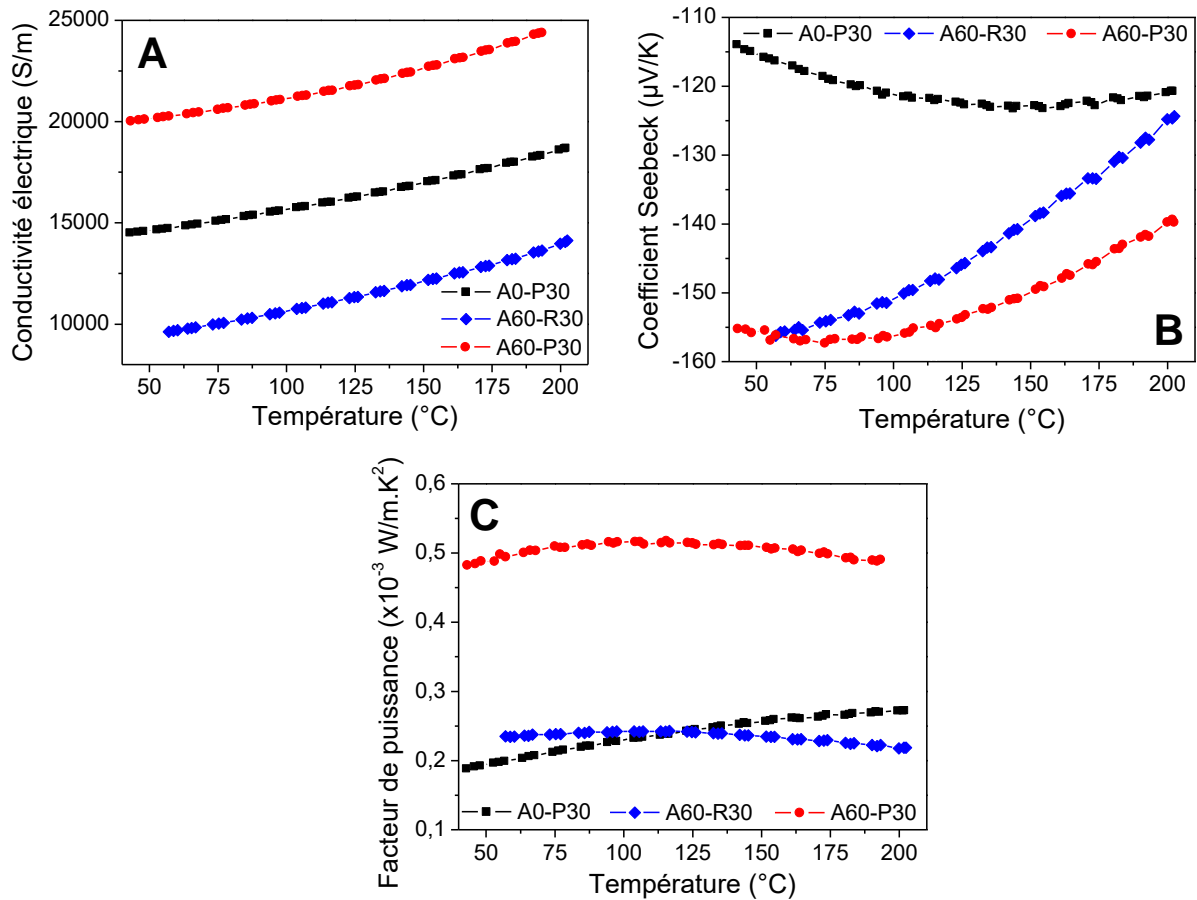 A
Conductivité électrique (S/m)
25000
20000
15000
10000
A0-P30
A60-R30
A60-P30
50 75 100 125 150 175 200
Température (°C)
B
Coefficient Seebeck (µV/K)
A0-P30 A60-R30 A60-P30
-110
-120
-130
-140
-150
-160
50 75 100 125 150 175 200
Température (°C)
C
Facteur de puissance (x10⁻³ W/m.K²)
0,6
0,5
0,4
0,3
0,2
0,1
A0-P30 A60-R30 A60-P30
50 75 100 125 150 175 200
Température (°C)